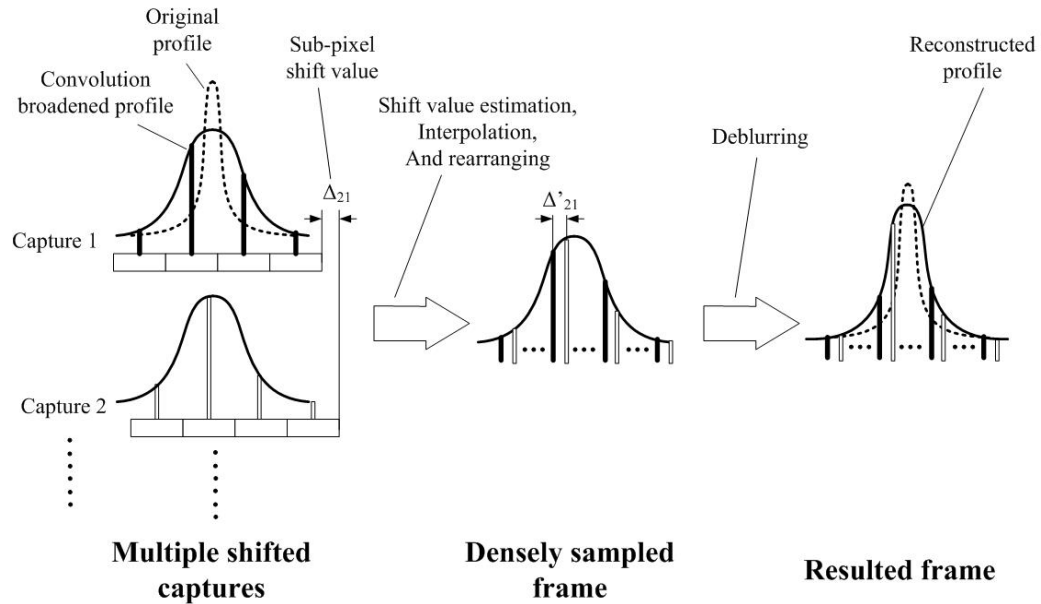 Original
profile
Sub-pixel
shift value
Reconstructed
profile
Convolution
broadened profile
Shift value estimation,
Interpolation,
And rearranging
Deblurring
Δ21
Δ’21
Capture 1
Capture 2
Multiple shifted
captures
Densely sampled
frame
Resulted frame